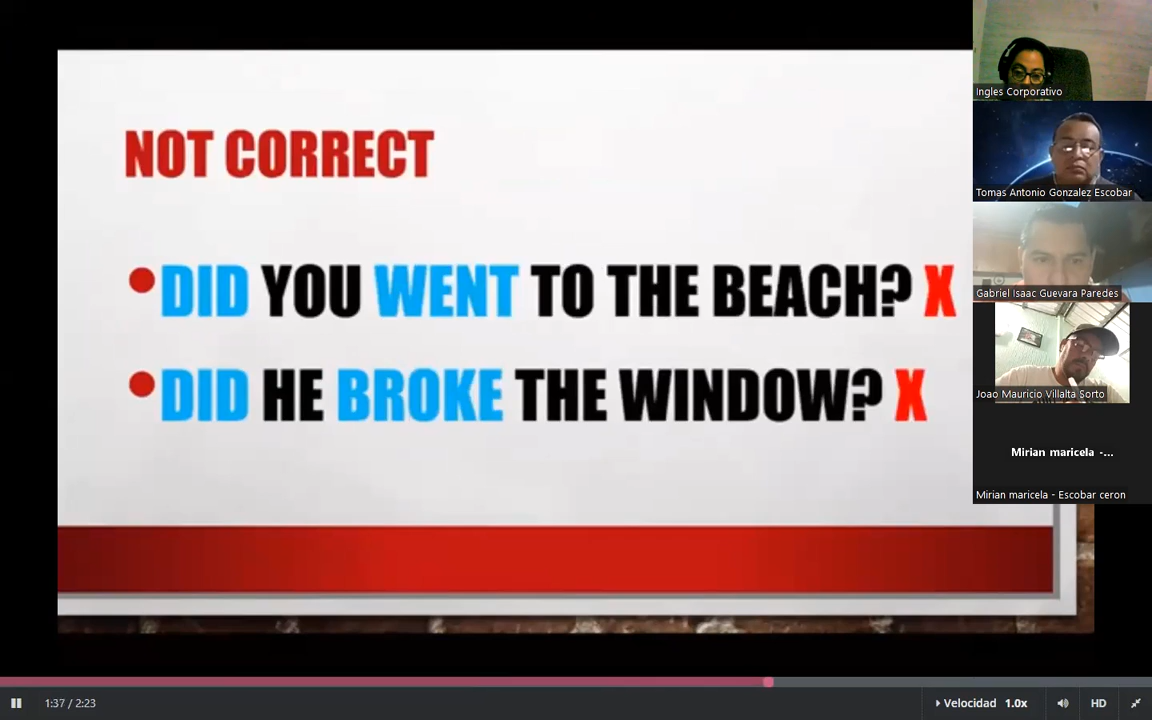 NOT CORRECT
•DID YOU WENT TO THE BEACH? X
•DID HE BROKE THE WINDOW? X
Ingles Corporativo
Tomas Antonio Gonzalez Escobar
Gabriel Isaac Guevara Paredes
Joao Mauricio Villalta Sorto
Mirian maricela -...
Mirian maricela - Escobar ceron
1:37 / 2:23
Velocidad 1.0x
HD